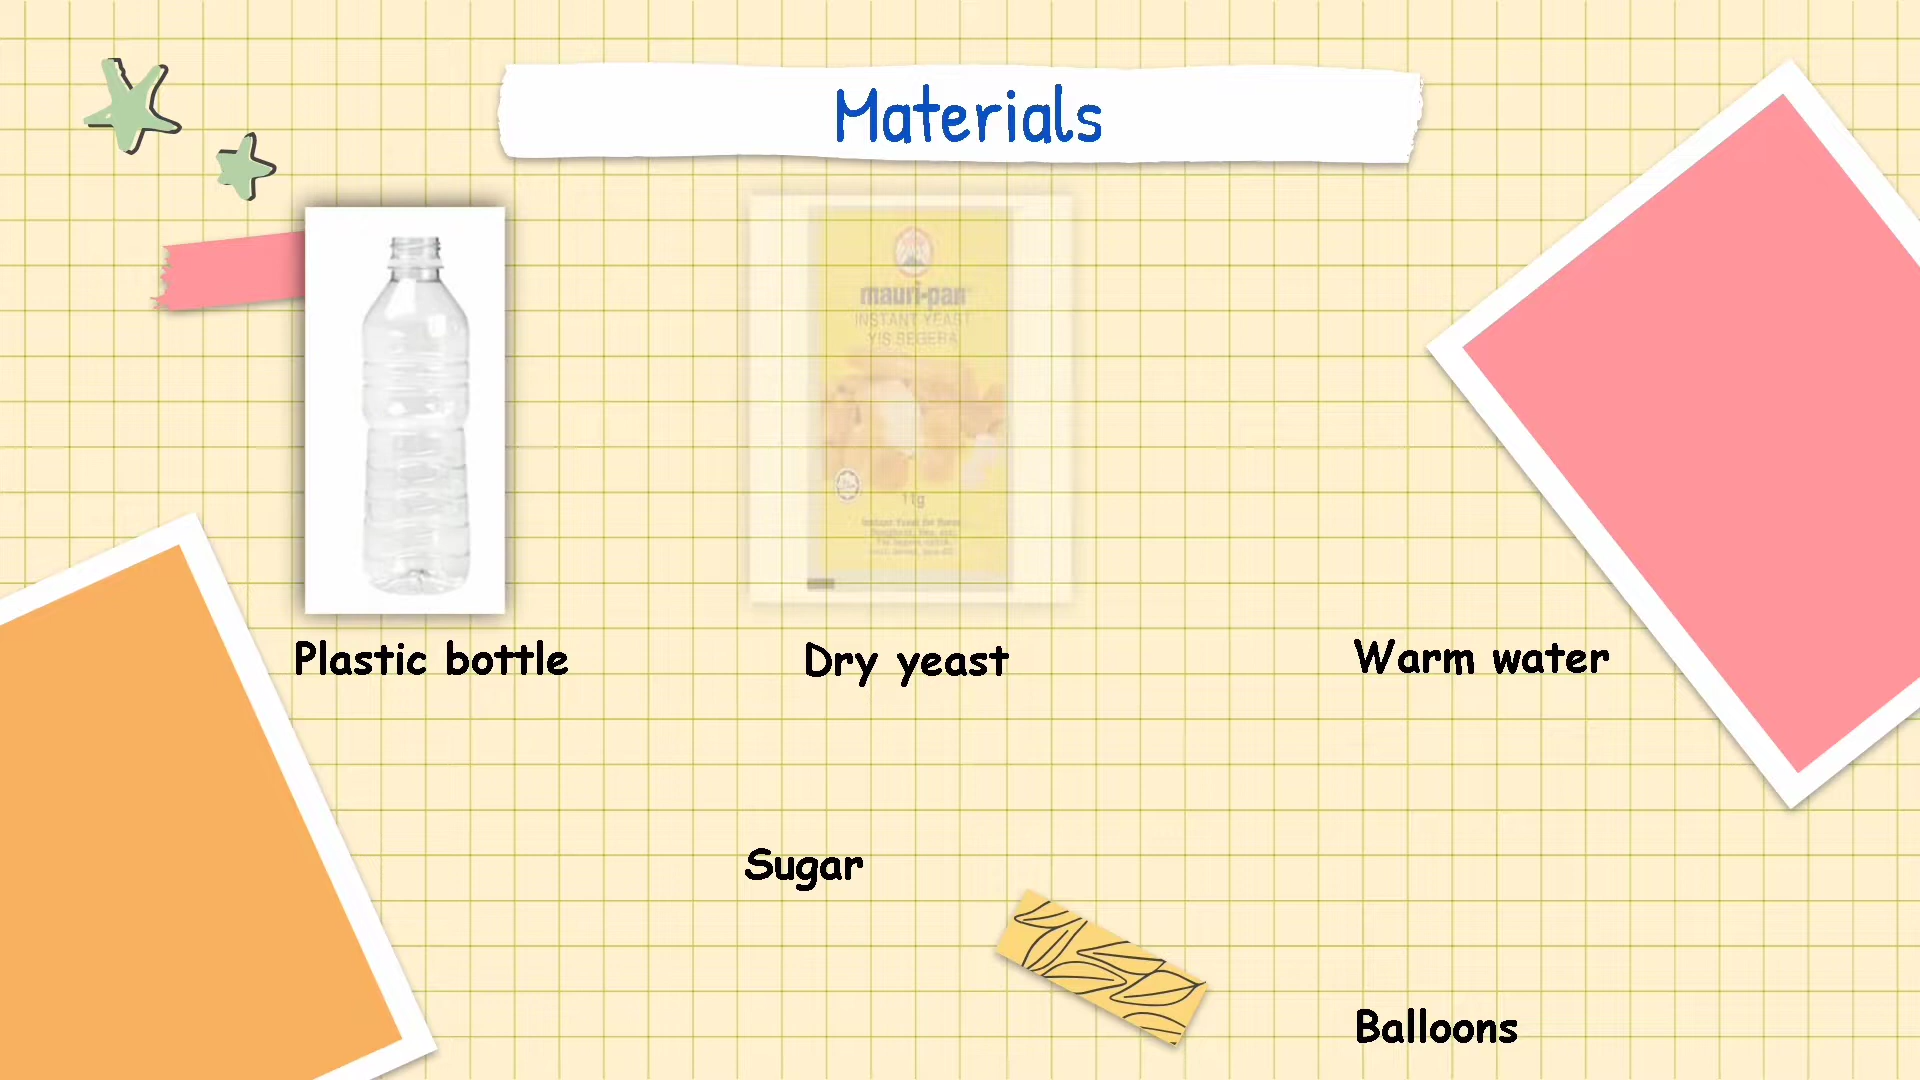 Materials
mauri-pan
INSTANT YEAST
YIS SEGERA
11g
Plastic bottle
Dry yeast
Warm water
Sugar
Balloons